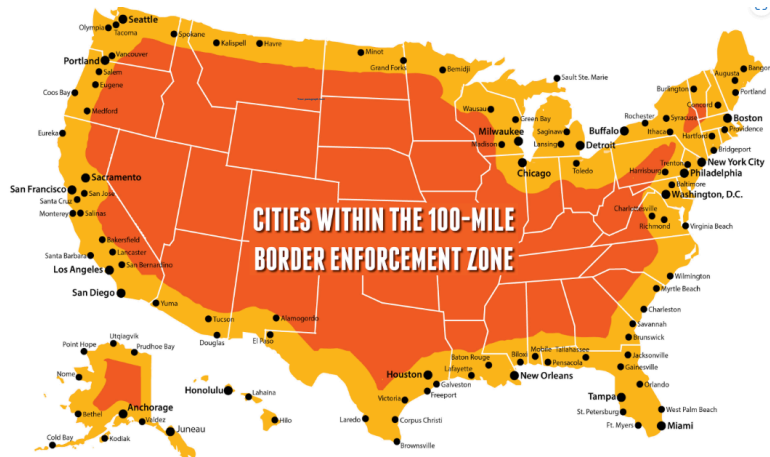 Seattle
Olympia
Tacoma
Spokane
Kalispell
Havre
Minot
Grand Forks
Bemidji
Sault Ste. Marie
Bangor
Augusta
Vancouver
Portland
Salem
Eugene
Coos Bay
Medford
Eureka
Wausau
Green Bay
Milwaukee
Madison
Saginaw
Lansing
Detroit
Chicago
Toledo
Buffalo
Rochester
Syracuse
Ithaca
Burlington
Concord
Portland
Boston
Providence
Hartford
Bridgeport
New York City
Trenton
Philadelphia
Harrisburg
Baltimore
Washington, D.C.
Charlottesville
Richmond
Virginia Beach
Sacramento
San Francisco
San Jose
Santa Cruz
Monterey
Salinas
Bakersfield
Santa Barbara
Lancaster
Los Angeles
San Bernardino
San Diego
Yuma
CITIES WITHIN THE 100-MILE
BORDER ENFORCEMENT ZONE
Tucson
Douglas
Alamogordo
El Paso
Wilmington
Myrtle Beach
Charleston
Savannah
Brunswick
Jacksonville
Gainesville
Orlando
Tampa
St. Petersburg
West Palm Beach
Ft. Myers
Miami
Baton Rouge
Lafayette
Biloxi
Mobile
Tallahassee
Pensacola
New Orleans
Houston
Galveston
Freeport
Victoria
Laredo
Corpus Christi
Brownsville
Utqiagvik
Point Hope
Prudhoe Bay
Nome
Bethel
Anchorage
Valdez
Cold Bay
Kodiak
Juneau
Honolulu
Lahaina
Hilo